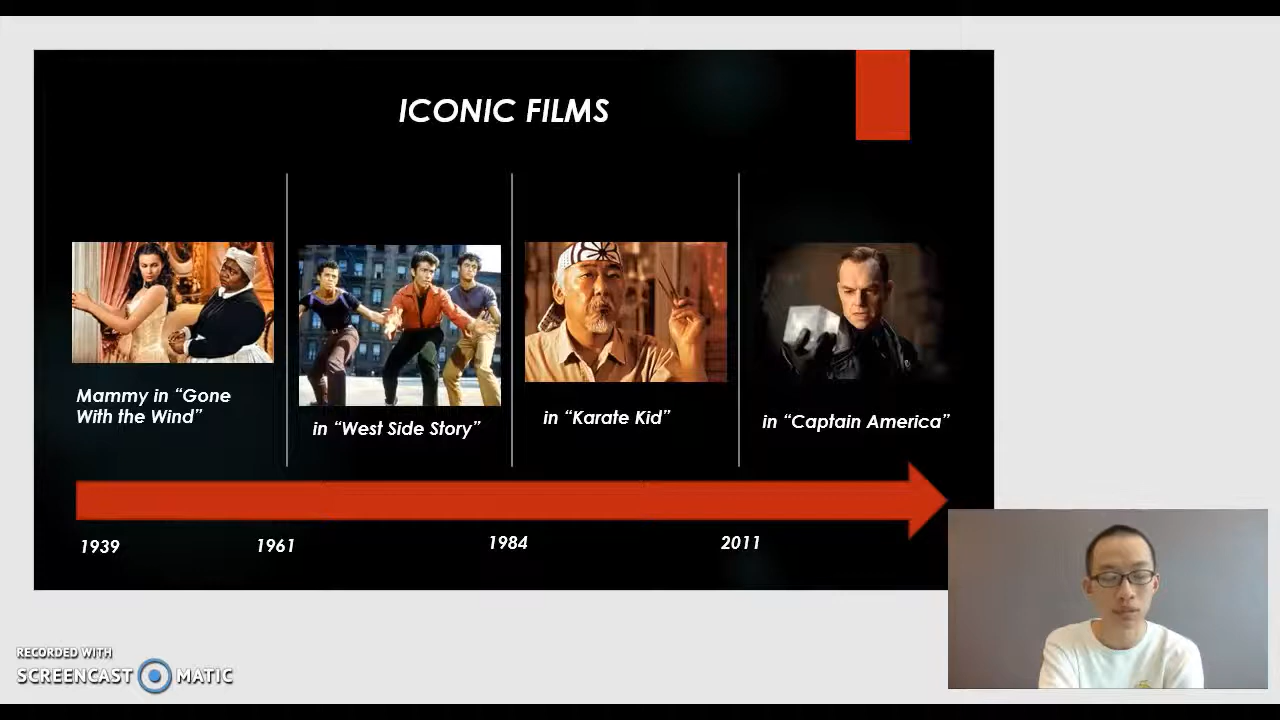 ICONIC FILMS
Mammy in “Gone
With the Wind”
in “West Side Story”
in “Karate Kid”
in “Captain America”
1939
1961
1984
2011
RECORDED WITH
SCREENCAST MATIC